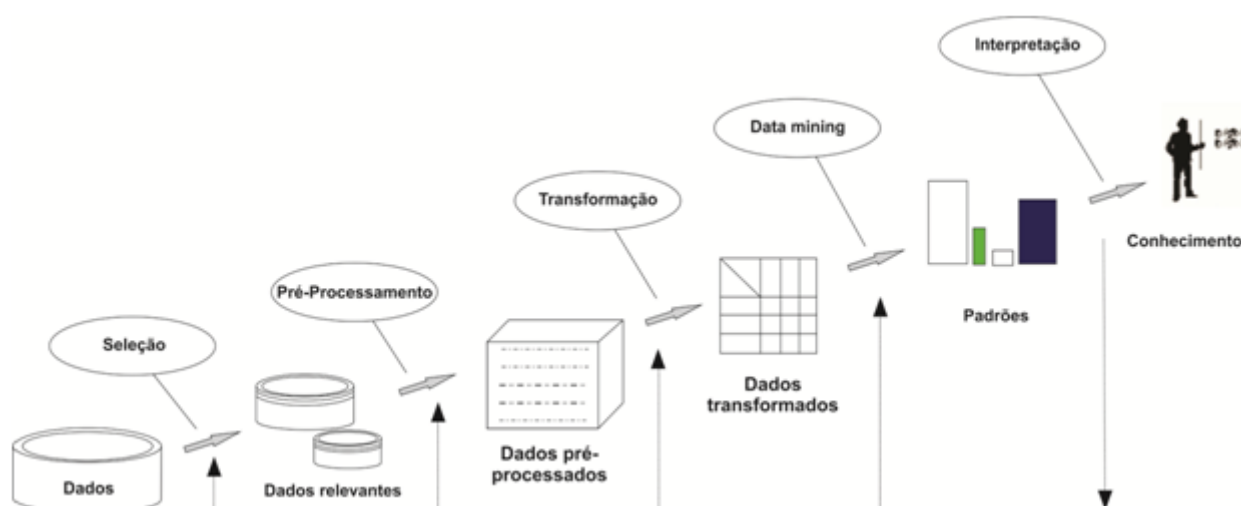 Interpretação
Data mining
Transformação
Pré-Processamento
Seleção
Conhecimento
Padrões
Dados
transformados
Dados pré-
processados
Dados relevantes
Dados